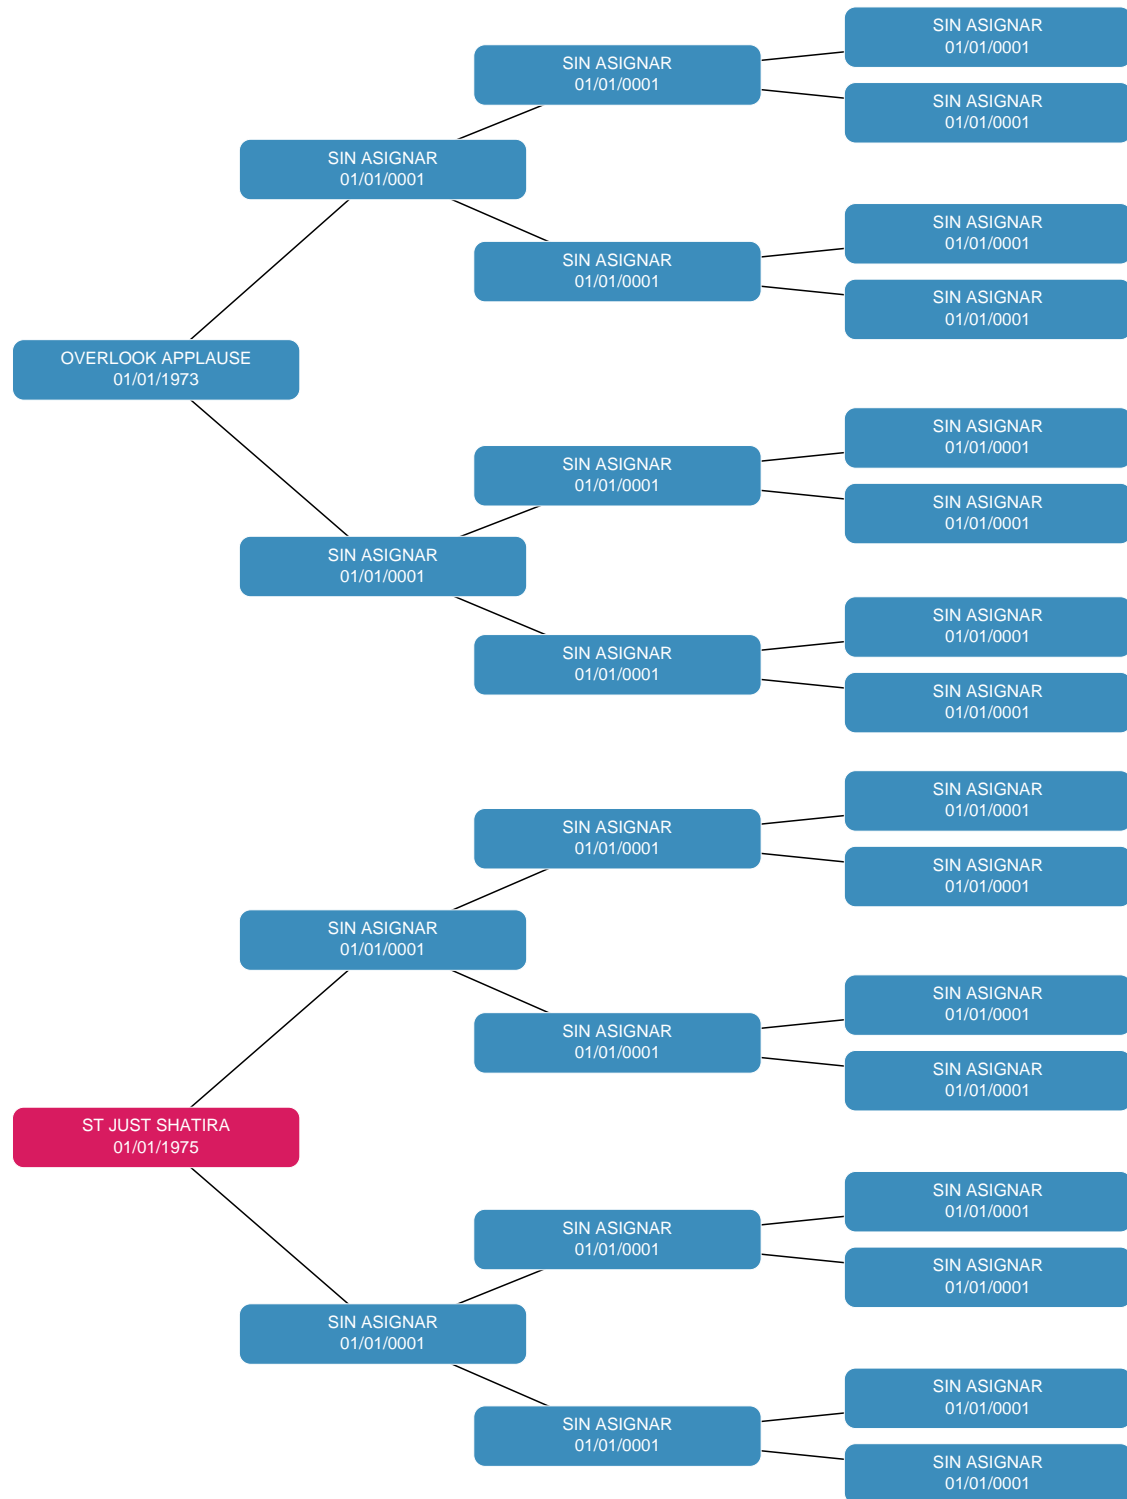 SIN ASIGNAR
01/01/0001
SIN ASIGNAR
01/01/0001
SIN ASIGNAR
01/01/0001
SIN ASIGNAR
01/01/0001
SIN ASIGNAR
01/01/0001
SIN ASIGNAR
01/01/0001
SIN ASIGNAR
01/01/0001
OVERLOOK APPLAUSE
01/01/1973
SIN ASIGNAR
01/01/0001
SIN ASIGNAR
01/01/0001
SIN ASIGNAR
01/01/0001
SIN ASIGNAR
01/01/0001
SIN ASIGNAR
01/01/0001
SIN ASIGNAR
01/01/0001
SIN ASIGNAR
01/01/0001
SIN ASIGNAR
01/01/0001
SIN ASIGNAR
01/01/0001
SIN ASIGNAR
01/01/0001
SIN ASIGNAR
01/01/0001
SIN ASIGNAR
01/01/0001
SIN ASIGNAR
01/01/0001
SIN ASIGNAR
01/01/0001
ST JUST SHATIRA
01/01/1975
SIN ASIGNAR
01/01/0001
SIN ASIGNAR
01/01/0001
SIN ASIGNAR
01/01/0001
SIN ASIGNAR
01/01/0001
SIN ASIGNAR
01/01/0001
SIN ASIGNAR
01/01/0001
SIN ASIGNAR
01/01/0001